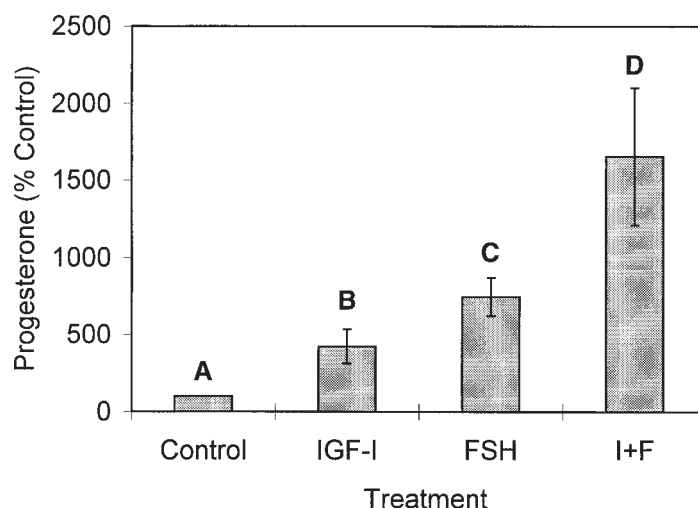 2500
2000
1500
1000
500
0
Progesterone (% Control)
A
B
C
D
Control IGF-I FSH I+F
Treatment